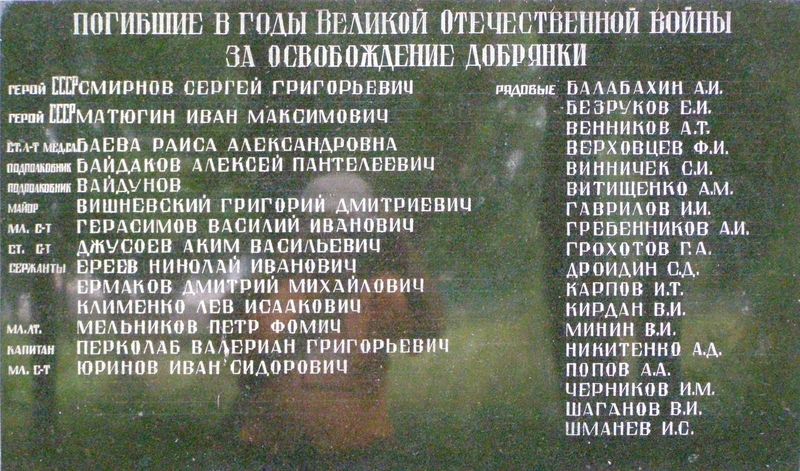 ПОГИБШИЕ В ГОДЫ ВЕЛИКОЙ ОТЕЧЕСТВЕННОЙ ВОЙНЫ
ЗА ОСВОБОЖДЕНИЕ ДОБРЯНКИ
ГЕРОЙ СССР СМИРНОВ СЕРГЕЙ ГРИГОРЬЕВИЧ
ГЕРОЙ СССР МАТЮГИН ИВАН МАКСИМОВИЧ
СТ.Л-Т МЕД.СЛ. БАЕВА РАИСА АЛЕКСАНДРОВНА
ПОДПОЛКОВНИК БАЙДАКОВ АЛЕКСЕЙ ПАНТЕЛЕЕВИЧ
ПОДПОЛКОВНИК ВАЙДУНОВ
МАЙОР ВИШНЕВСКИЙ ГРИГОРИЙ ДМИТРИЕВИЧ
МЛ. С-Т ГЕРАСИМОВ ВАСИЛИЙ ИВАНОВИЧ
СТ. С-Т ДЖУСОЕВ АКИМ ВАСИЛЬЕВИЧ
СЕРЖАНТЫ ЕРЕЕВ НИНОЛАЙ ИВАНОВИЧ
ЕРМАКОВ ДМИТРИЙ МИХАЙЛОВИЧ
КЛИМЕНКО ЛЕВ ИСААКОВИЧ
МЛ.ЛТ. МЕЛЬНИКОВ ПЕТР ФОМИЧ
КАПИТАН ПЕРКОЛАБ ВАЛЕРИАН ГРИГОРЬЕВИЧ
МЛ. С-Т ЮРИНОВ ИВАН СИДОРОВИЧ
РЯДОВЫЕ БАЛАБАХИН А.И.
БЕЗРУКОВ Е.И.
ВЕННИКОВ А.Т.
ВЕРХОВЦЕВ Ф.И.
ВИННИЧЕК С.И.
ВИТИЩЕНКО А.М.
ГАВРИЛОВ И.И.
ГРЕБЕННИКОВ А.И.
ГРОХОТОВ Г.А.
ДРОИДИН С.Д.
КАРПОВ И.Т.
КИРДАН В.И.
МИНИН В.И.
НИКИТЕНКО А.Д.
ПОПОВ А.А.
ЧЕРНИКОВ И.М.
ШАГАНОВ В.И.
ШМАНЕВ И.С.